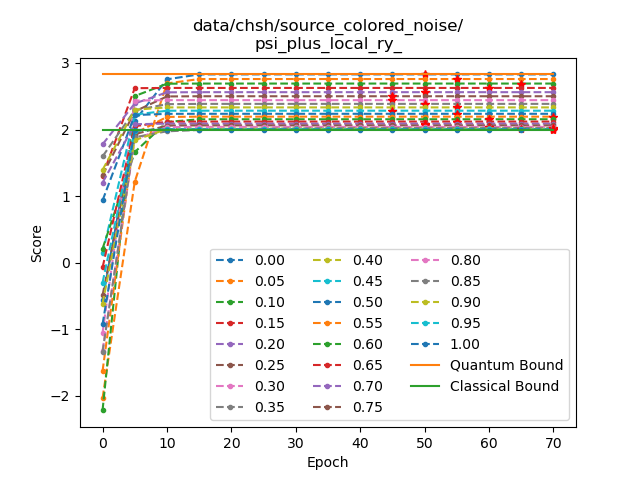 data/chsh/source_colored_noise/
psi_plus_local_ry_
Score
3
2
1
0
−1
−2
0.00 0.40 0.80
0.05 0.45 0.85
0.10 0.50 0.90
0.15 0.55 0.95
0.20 0.60 1.00
0.25 0.65 Quantum Bound
0.30 0.70 Classical Bound
0.35 0.75
0 10 20 30 40 50 60 70
Epoch